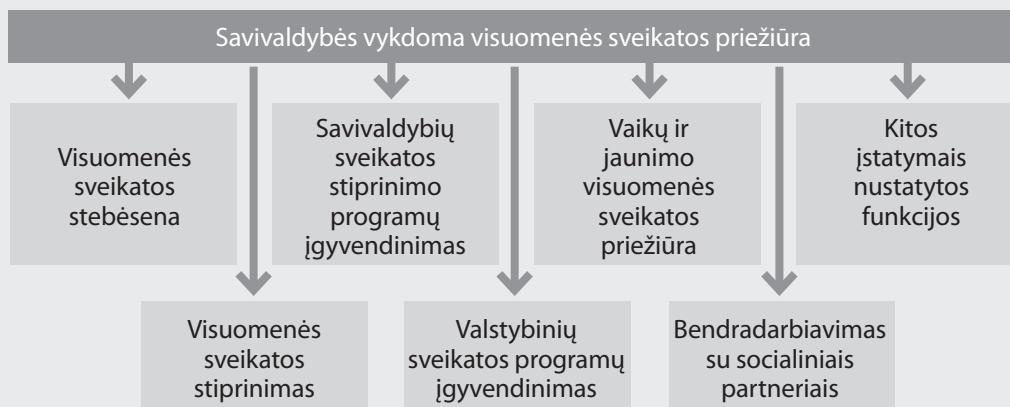 Savivaldybės vykdoma visuomenės sveikatos priežiūra
Visuomenės
sveikatos
stebėsena
Savivaldybių
sveikatos
stiprinimo
programų
įgyvendinimas
Vaikų ir
jaunimo
visuomenės
sveikatos
priežiūra
Kitos
įstatymais
nustatytos
funkcijos
Visuomenės
sveikatos
stiprinimas
Valstybinių
sveikatos programų
įgyvendinimas
Bendradarbiavimas
su socialiniais
partneriais